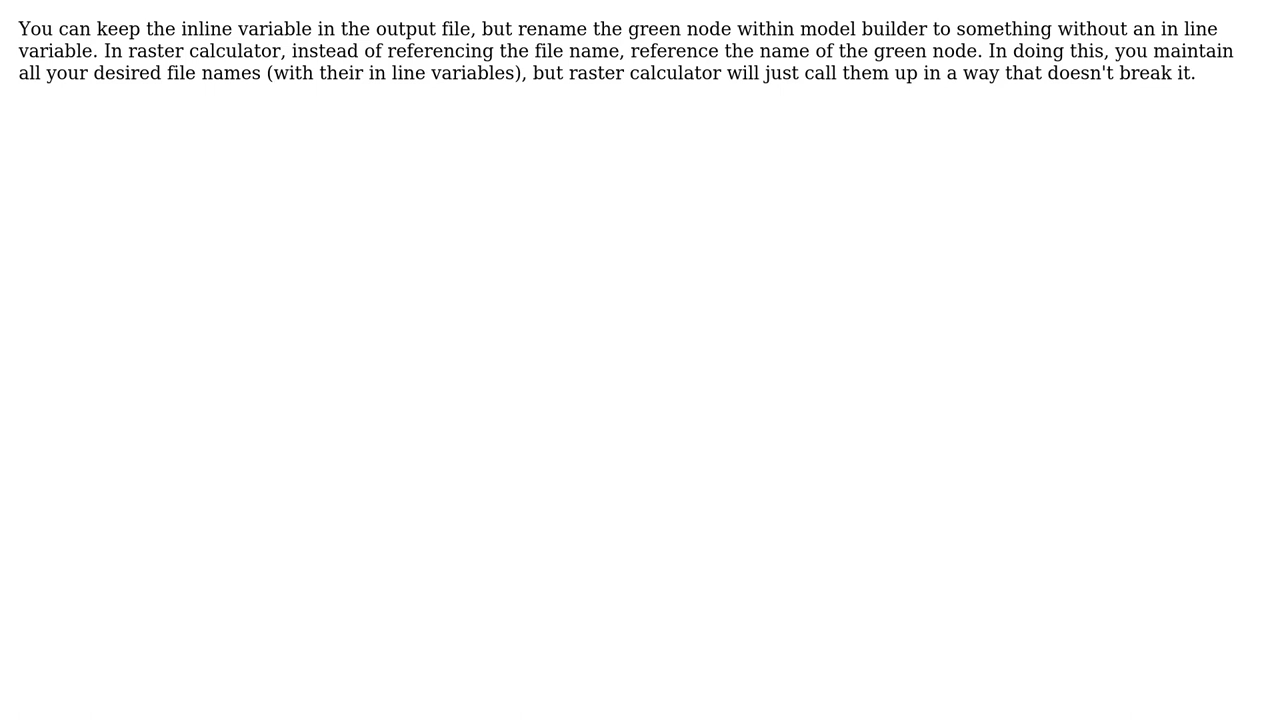 You can keep the inline variable in the output file, but rename the green node within model builder to something without an in line
variable. In raster calculator, instead of referencing the file name, reference the name of the green node. In doing this, you maintain
all your desired file names (with their in line variables), but raster calculator will just call them up in a way that doesn't break it.